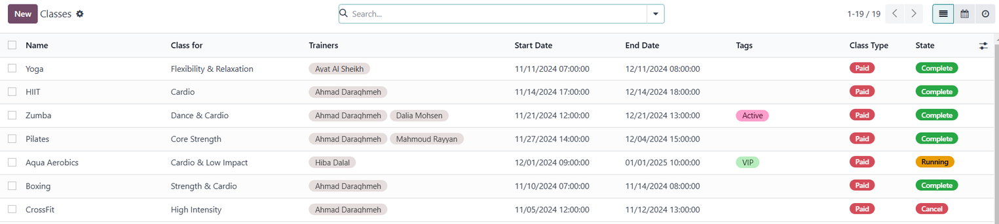 New Classes Search... 1-19 / 19
Name Class for Trainers Start Date End Date Tags Class Type State
Yoga Flexibility & Relaxation Ayat Al Sheikh 11/11/2024 07:00:00 12/11/2024 08:00:00 Paid Complete
HIIT Cardio Ahmad Daraghmeh 11/14/2024 17:00:00 12/14/2024 18:00:00 Paid Complete
Zumba Dance & Cardio Ahmad Daraghmeh Dalia Mohsen 11/21/2024 12:00:00 12/21/2024 13:00:00 Active Paid Complete
Pilates Core Strength Ahmad Daraghmeh Mahmoud Rayyan 11/27/2024 14:00:00 12/04/2024 15:00:00 Paid Complete
Aqua Aerobics Cardio & Low Impact Hiba Dalal 12/01/2024 09:00:00 01/01/2025 10:00:00 VIP Paid Running
Boxing Strength & Cardio Ahmad Daraghmeh 11/10/2024 07:00:00 11/14/2024 08:00:00 Paid Complete
CrossFit High Intensity Ahmad Daraghmeh 11/05/2024 12:00:00 11/12/2024 13:00:00 Paid Cancel